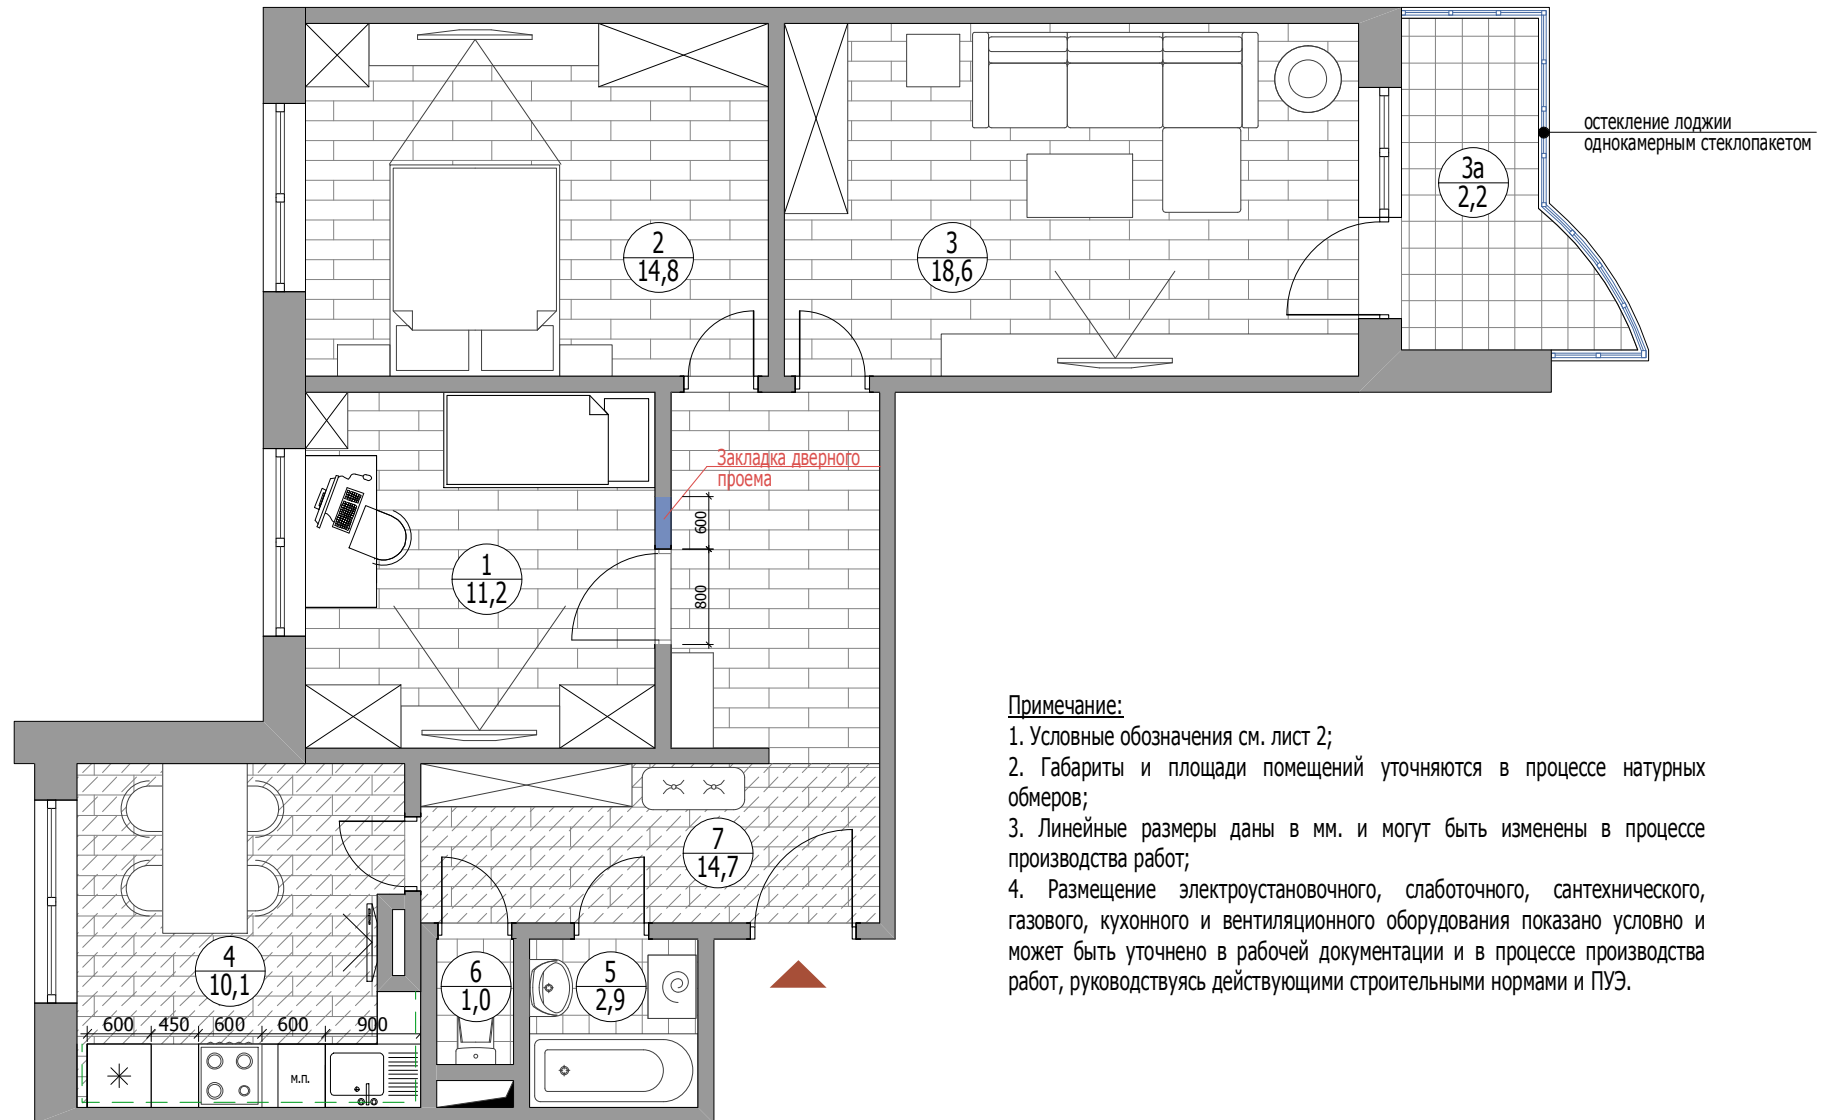 остекление лоджии
однокамерным стеклопакетом
3а
2,2
2
14,8
3
18,6
Закладка дверного
проема
600
800
1
11,2
7
14,7
4
10,1
6
1,0
5
2,9
600 450 600 600 900
м.п.
Примечание:
1. Условные обозначения см. лист 2;
2. Габариты и площади помещений уточняются в процессе натурных
обмеров;
3. Линейные размеры даны в мм. и могут быть изменены в процессе
производства работ;
4. Размещение электроустановочного, слаботочного, сантехнического,
газового, кухонного и вентиляционного оборудования показано условно и
может быть уточнено в рабочей документации и в процессе производства
работ, руководствуясь действующими строительными нормами и ПУЭ.